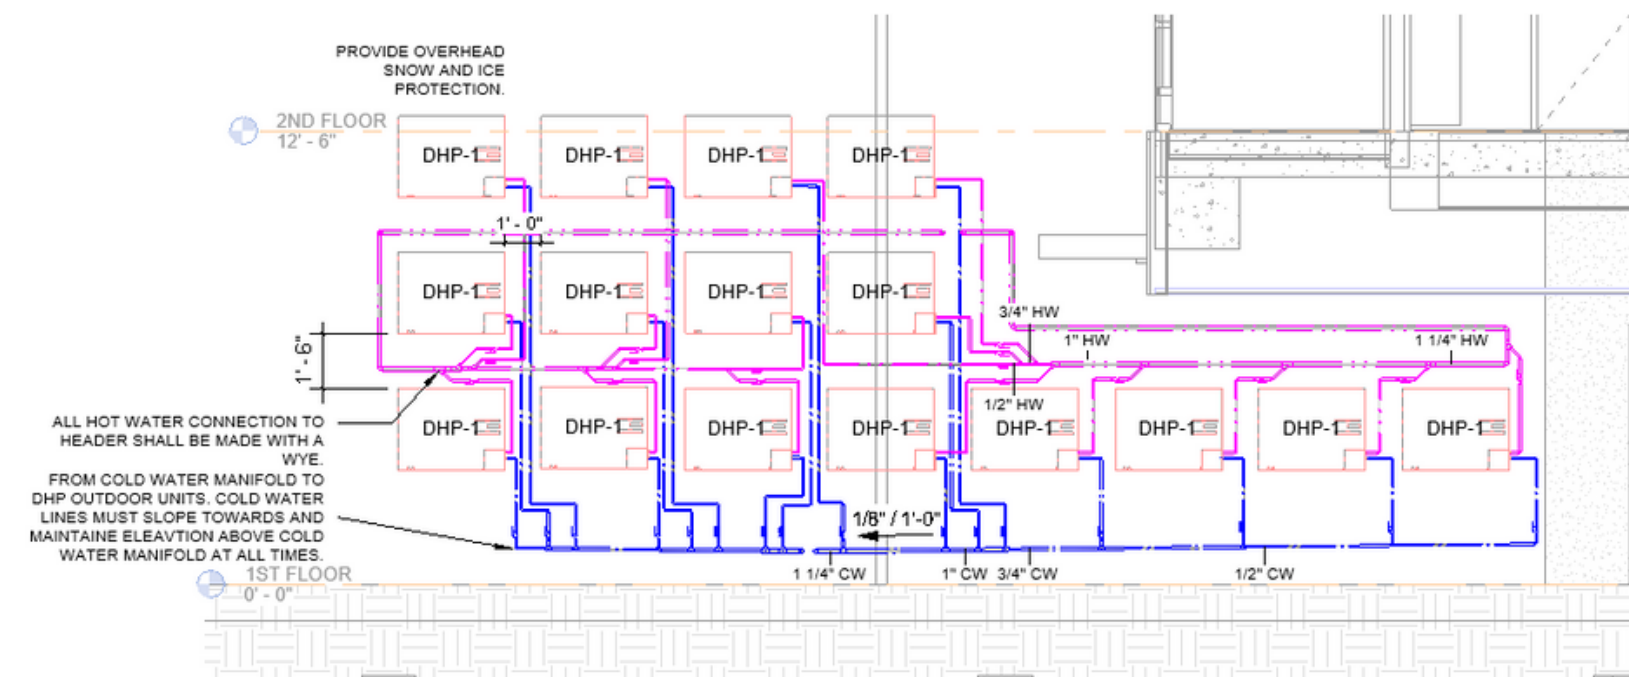 PROVIDE OVERHEAD
SNOW AND ICE
PROTECTION.
2ND FLOOR
12' - 6"
DHP-1 DHP-1 DHP-1 DHP-1
1' - 0"
DHP-1 DHP-1 DHP-1 DHP-1
3/4" HW
1" HW
1 1/4" HW
1' - 6"
1/2" HW
DHP-1 DHP-1 DHP-1 DHP-1 DHP-1 DHP-1 DHP-1 DHP-1
ALL HOT WATER CONNECTION TO
HEADER SHALL BE MADE WITH A
WYE.
FROM COLD WATER MANIFOLD TO
DHP OUTDOOR UNITS. COLD WATER
LINES MUST SLOPE TOWARDS AND
MAINTAINE ELEAVTION ABOVE COLD
WATER MANIFOLD AT ALL TIMES.
1/8" / 1'-0"
1 1/4" CW
1" CW
3/4" CW
1/2" CW
1ST FLOOR
0' - 0"